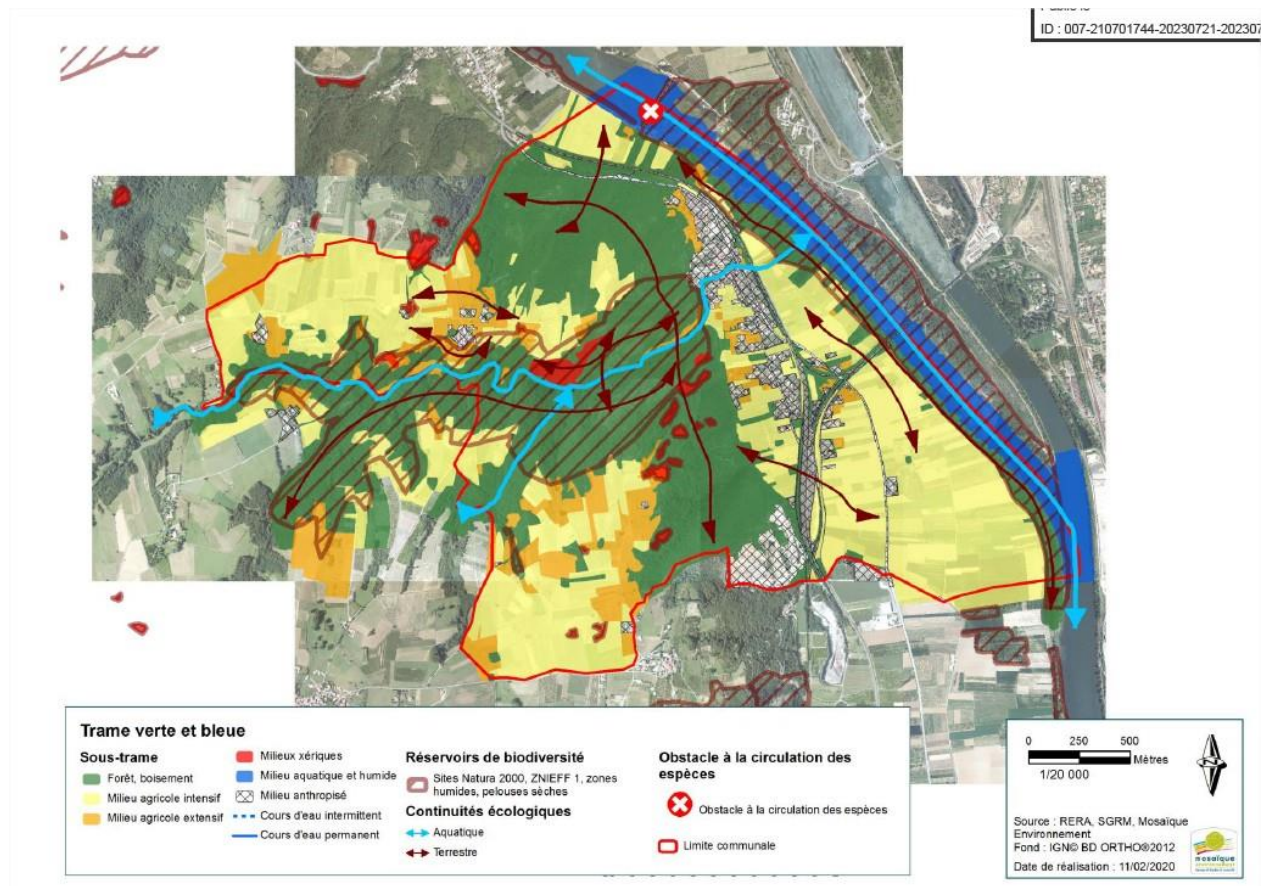 ID : 007-210701744-20230721-202307
Trame verte et bleue
Sous-trame
Forêt, boisement
Milieu agricole intensif
Milieu agricole extensif
Milieux xériques
Milieu aquatique et humide
Milieu anthropisé
Cours d'eau intermittent
Cours d'eau permanent
Réservoirs de biodiversité
Sites Natura 2000, ZNIEFF 1, zones
humides, pelouses sèches
Continuités écologiques
Aquatique
Terrestre
Obstacle à la circulation des
espèces
Obstacle à la circulation des espèces
Limite communale
0 250 500
Mètres
1/20 000
Source : RERA, SGRM, Mosaïque
Environnement
Fond : IGN© BD ORTHO®2012
Date de réalisation : 11/02/2020
mosaïque